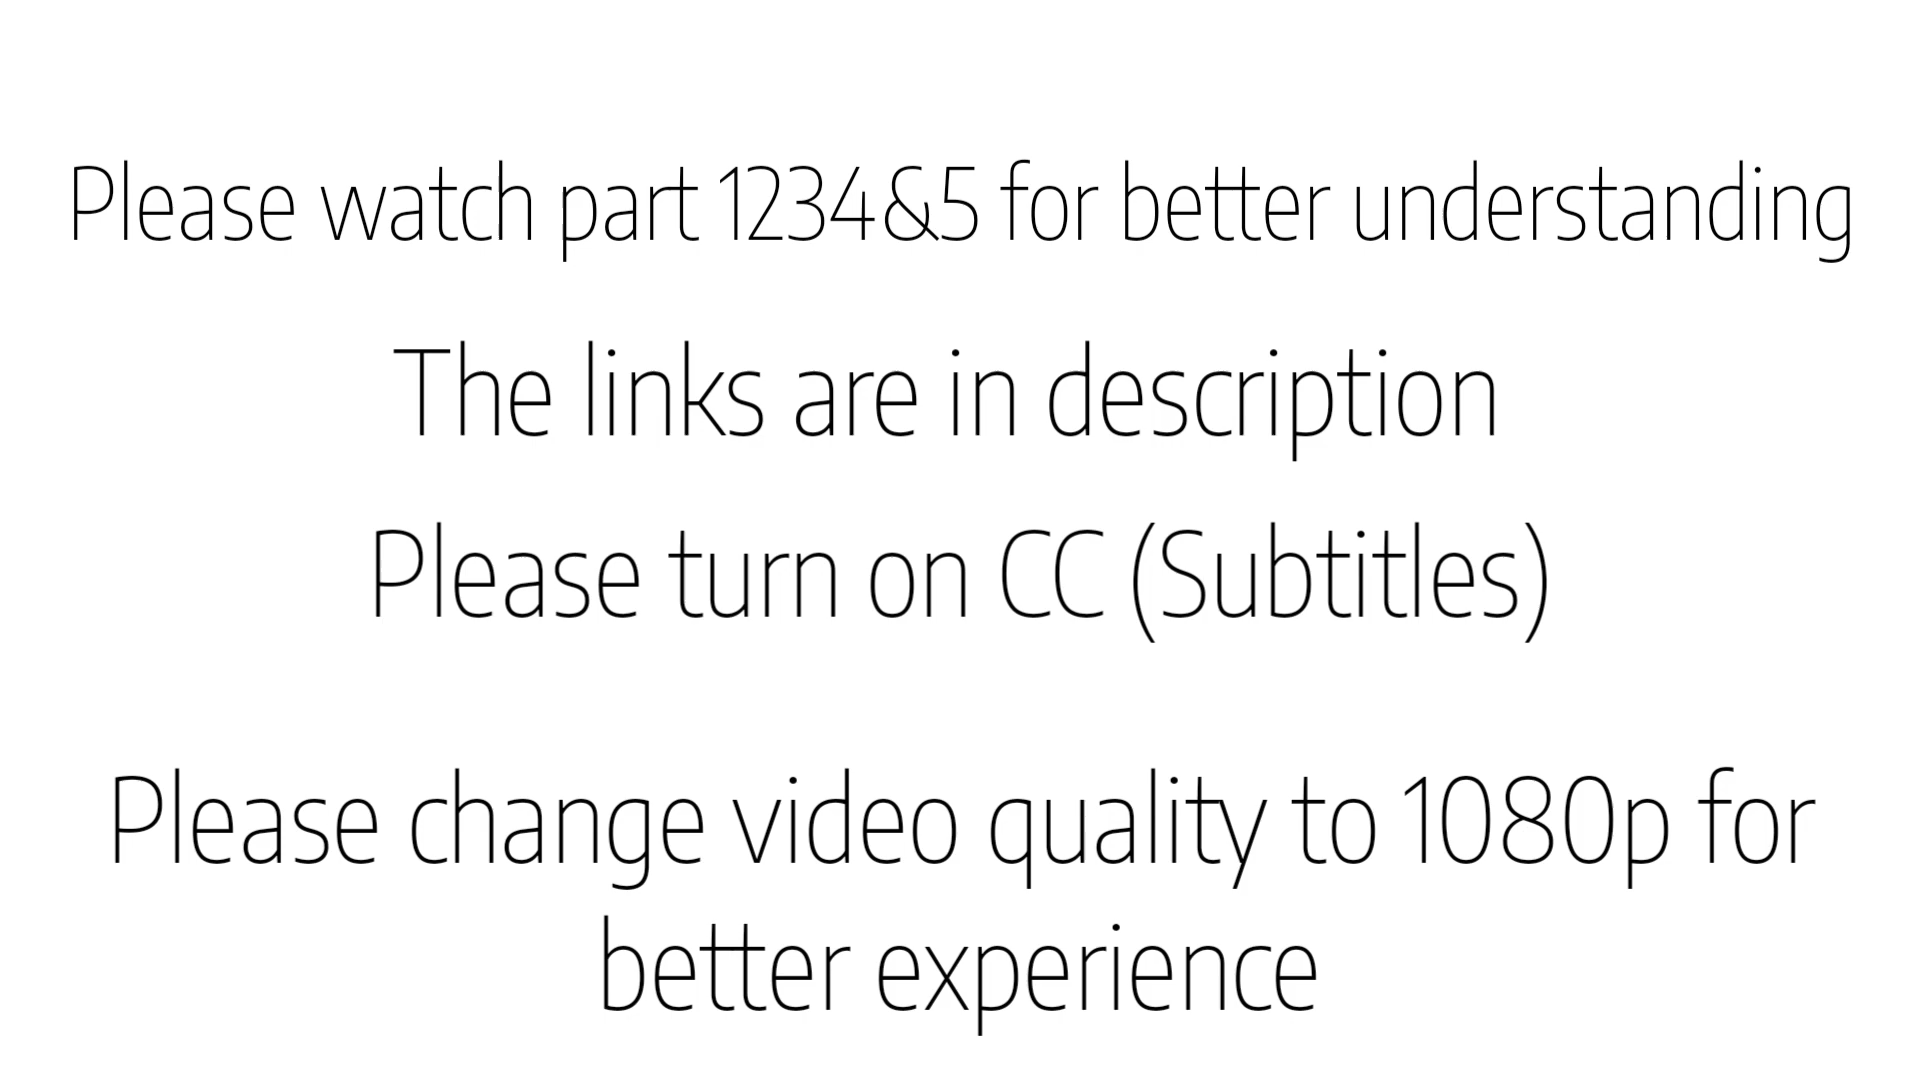 Please watch part 1234&5 for better understanding
The links are in description
Please turn on CC (Subtitles)
Please change video quality to 1080p for
better experience